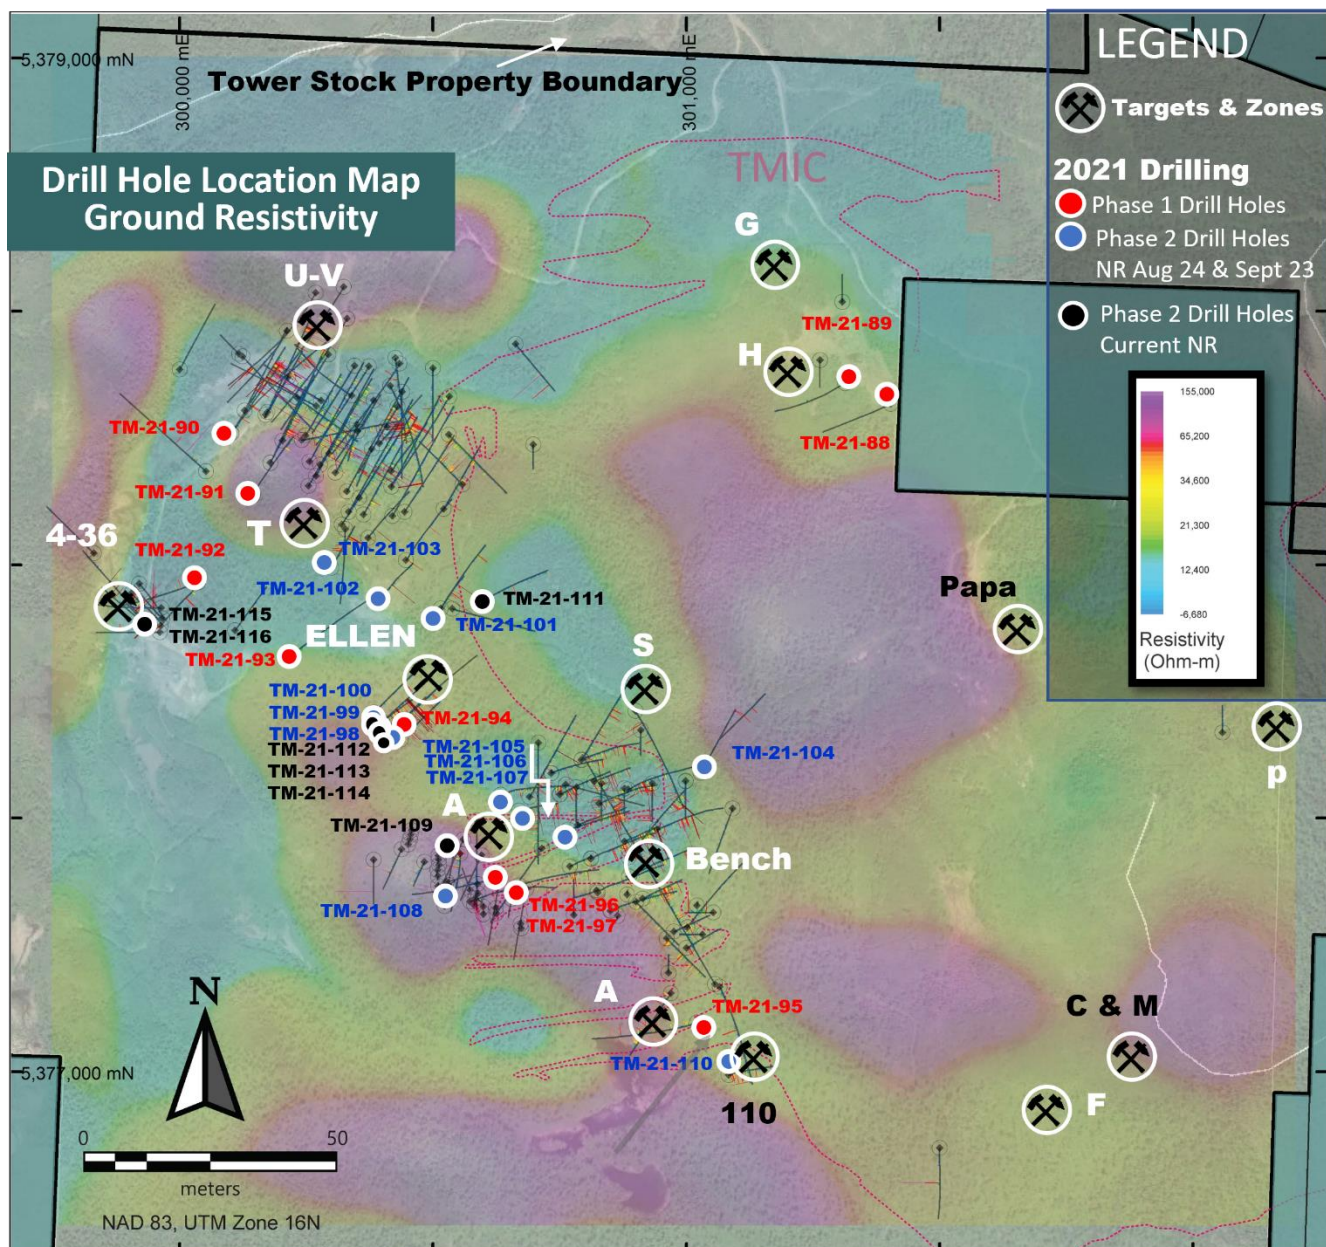 5,379,000 mN
300,000 mE
301,000 mE
Tower Stock Property Boundary
LEGEND
Targets & Zones
2021 Drilling
Phase 1 Drill Holes
Phase 2 Drill Holes
NR Aug 24 & Sept 23
Phase 2 Drill Holes
Current NR
155,000
65,200
34,600
21,300
12,400
-6,680
Resistivity
(Ohm-m)
Drill Hole Location Map
Ground Resistivity
TMIC
G
U-V
TM-21-89
H
TM-21-88
TM-21-90
TM-21-91
T
4-36
TM-21-92
TM-21-103
TM-21-102
TM-21-115
TM-21-116
TM-21-111
TM-21-101
Papa
ELLEN
TM-21-93
S
TM-21-100
TM-21-99
TM-21-98
TM-21-94
TM-21-112
TM-21-113
TM-21-114
TM-21-105
TM-21-106
TM-21-107
TM-21-104
p
A
TM-21-109
Bench
TM-21-96
TM-21-97
TM-21-108
N
A
TM-21-95
C & M
TM-21-110
5,377,000 mN
110
F
0
50
meters
NAD 83, UTM Zone 16N